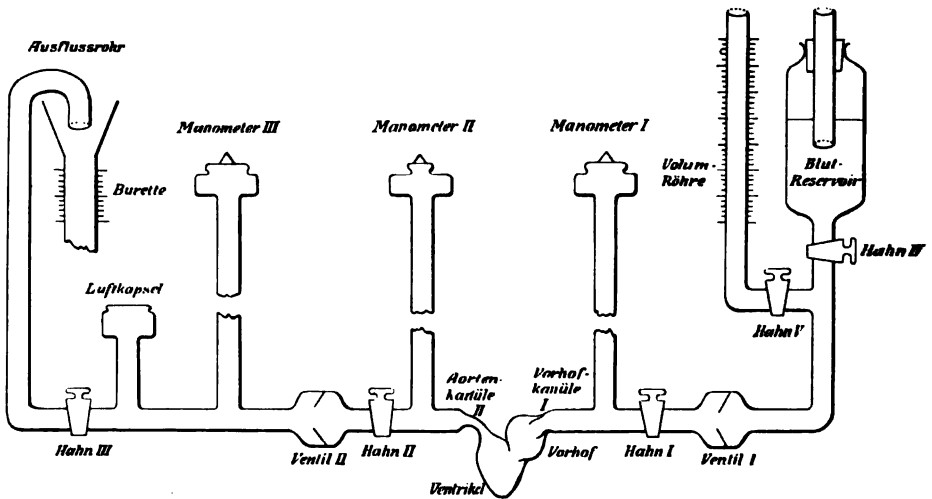 Ausflussrohr
Manometer III
Manometer II
Manometer I
Volum-
Röhre
Blut-
Reservoir
Burette
Hahn IV
Luftkapsel
Hahn V
Aorten-
kanüle
II
Vorhof-
kanüle
I
Hahn III
Ventil II
Hahn II
Ventrikel
Vorhof
Hahn I
Ventil I